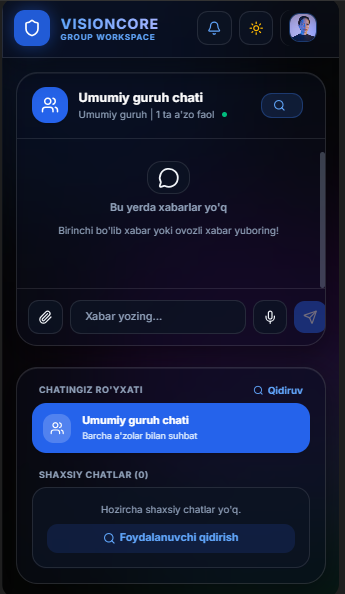 VISIONCORE
GROUP WORKSPACE
Umumiy guruh chati
Umumiy guruh | 1 ta a'zo faol
Bu yerda xabarlar yo'q
Birinchi bo'lib xabar yoki ovozli xabar yuboring!
Xabar yozing...
CHATINGIZ RO'YXATI
Qidiruv
Umumiy guruh chati
Barcha a'zolar bilan suhbat
SHAXSIY CHATLAR (0)
Hozircha shaxsiy chatlar yo'q.
Foydalanuvchi qidirish